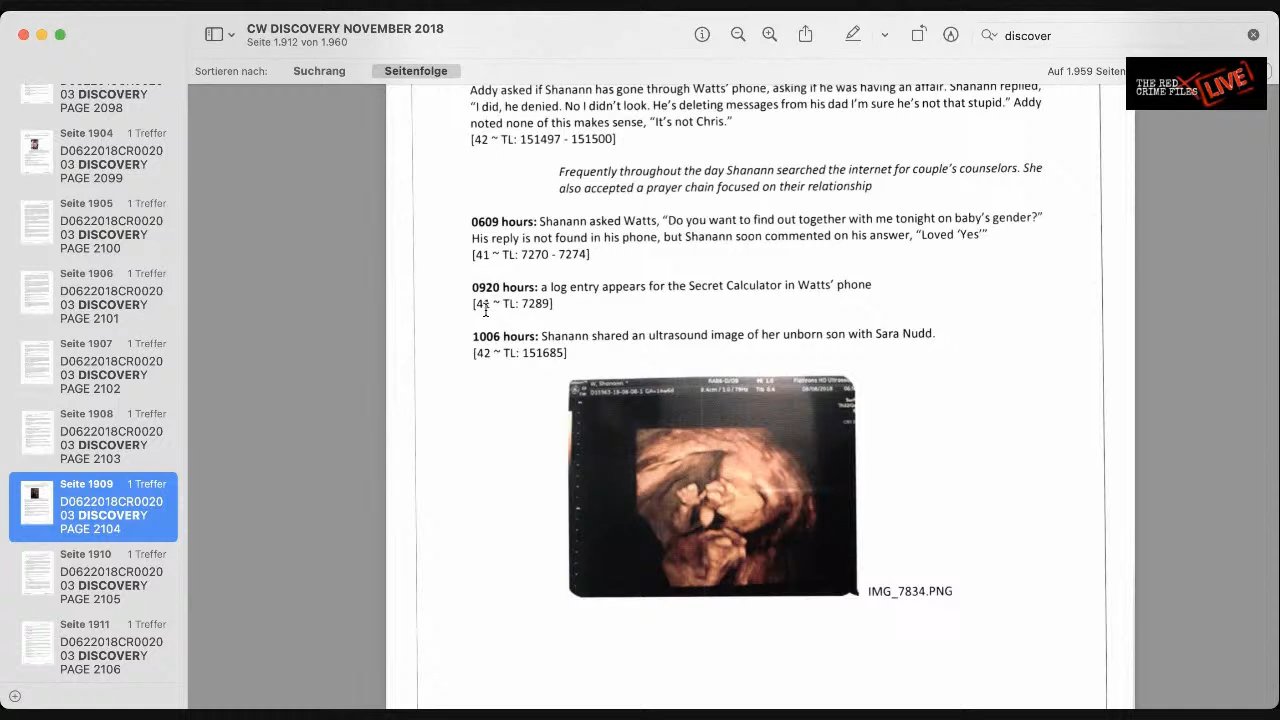 CW DISCOVERY NOVEMBER 2018
Seite 1.912 von 1.960
discover
Sortieren nach:
Suchrang
Seitenfolge
Auf 1.959 Seiten
THE RED
CRIME FILES
LIVE
03 DISCOVERY
PAGE 2098
Seite 1904 1 Treffer
D0622018CR0020
03 DISCOVERY
PAGE 2099
Seite 1905 1 Treffer
D0622018CR0020
03 DISCOVERY
PAGE 2100
Seite 1906 1 Treffer
D0622018CR0020
03 DISCOVERY
PAGE 2101
Seite 1907 1 Treffer
D0622018CR0020
03 DISCOVERY
PAGE 2102
Seite 1908 1 Treffer
D0622018CR0020
03 DISCOVERY
PAGE 2103
Seite 1909 1 Treffer
D0622018CR0020
03 DISCOVERY
PAGE 2104
Seite 1910 1 Treffer
D0622018CR0020
03 DISCOVERY
PAGE 2105
Seite 1911 1 Treffer
D0622018CR0020
03 DISCOVERY
PAGE 2106
Addy asked if Shanann has gone through Watts’ phone, asking if he was having an affair. Shanann replied,
“I did, he denied. No I didn’t look. He’s deleting messages from his dad I’m sure he’s not that stupid.” Addy
noted none of this makes sense, “It’s not Chris.”
[42 ~ TL: 151497 - 151500]
Frequently throughout the day Shanann searched the internet for couple’s counselors. She
also accepted a prayer chain focused on their relationship
0609 hours: Shanann asked Watts, “Do you want to find out together with me tonight on baby’s gender?”
His reply is not found in his phone, but Shanann soon commented on his answer, “Loved ‘Yes’”
[41 ~ TL: 7270 - 7274]
0920 hours: a log entry appears for the Secret Calculator in Watts’ phone
[41 ~ TL: 7289]
1006 hours: Shanann shared an ultrasound image of her unborn son with Sara Nudd.
[42 ~ TL: 151685]
W, Shanann
IMG_7834.PNG